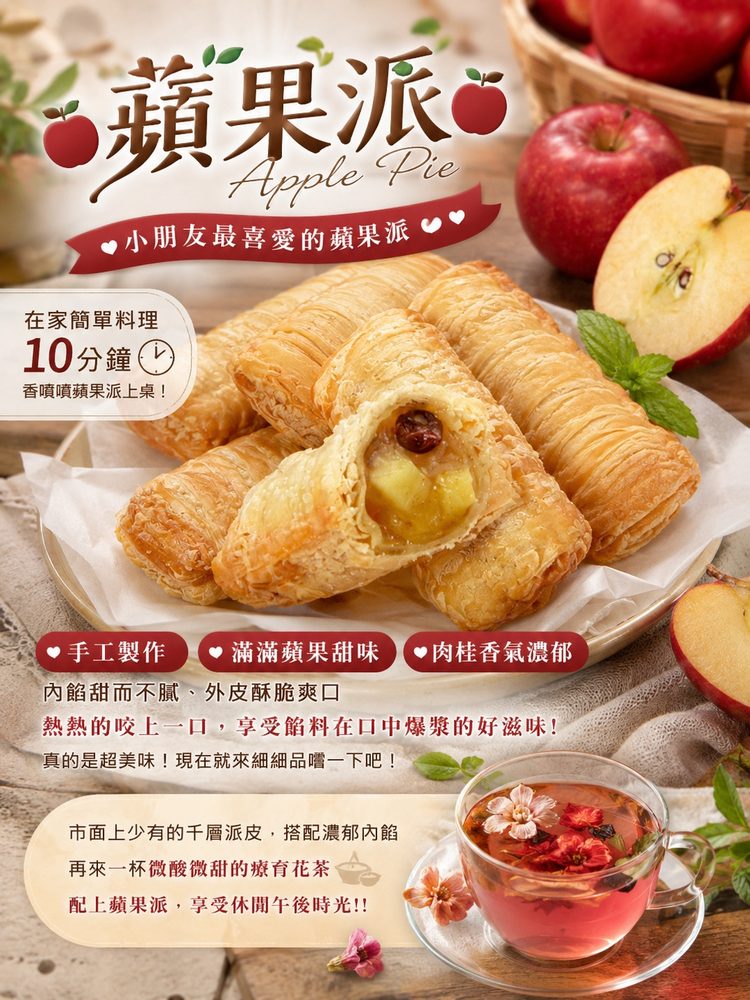 蘋果派
Apple Pie
小朋友最喜愛的蘋果派
在家簡單料理
10分鐘
香噴噴蘋果派上桌！
手工製作
滿滿蘋果甜味
肉桂香氣濃郁
內餡甜而不膩、外皮酥脆爽口
熱熱的咬上一口，享受餡料在口中爆漿的好滋味!
真的是超美味！現在就來細細品嚐一下吧！
市面上少有的千層派皮，搭配濃郁內餡
再來一杯微酸微甜的療育花茶
配上蘋果派，享受休閒午後時光!!